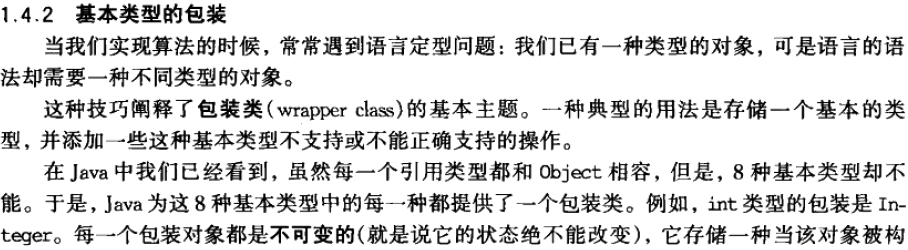 1.4.2 基本类型的包装
当我们实现算法的时候，常常遇到语言定型问题：我们已有一种类型的对象，可是语言的语
法却需要一种不同类型的对象。
这种技巧阐释了包装类(wrapper class)的基本主题。一种典型的用法是存储一个基本的类
型，并添加一些这种基本类型不支持或不能正确支持的操作。
在 Java 中我们已经看到，虽然每一个引用类型都和 Object 相容，但是，8 种基本类型却不
能。于是，Java 为这 8 种基本类型中的每一种都提供了一个包装类。例如，int 类型的包装是 In-
teger。每一个包装对象都是不可变的(就是说它的状态绝不能改变)，它存储一种当该对象被构